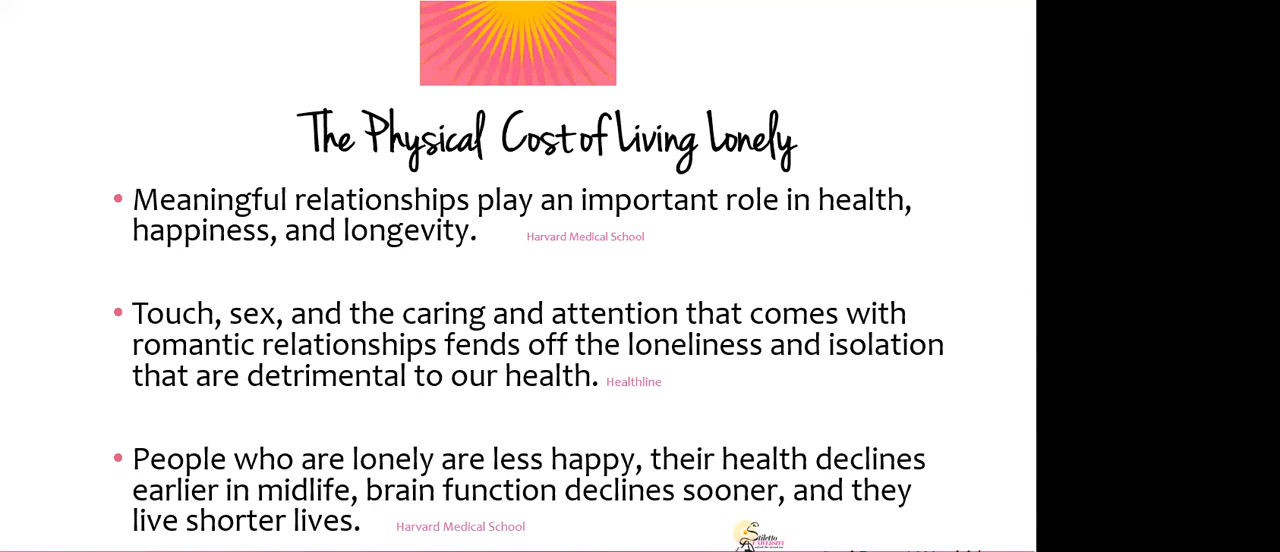 The Physical Cost of Living Lonely
• Meaningful relationships play an important role in health,
happiness, and longevity. Harvard Medical School
• Touch, sex, and the caring and attention that comes with
romantic relationships fends off the loneliness and isolation
that are detrimental to our health. Healthline
• People who are lonely are less happy, their health declines
earlier in midlife, brain function declines sooner, and they
live shorter lives. Harvard Medical School
Stiletto
UNIVERSITY